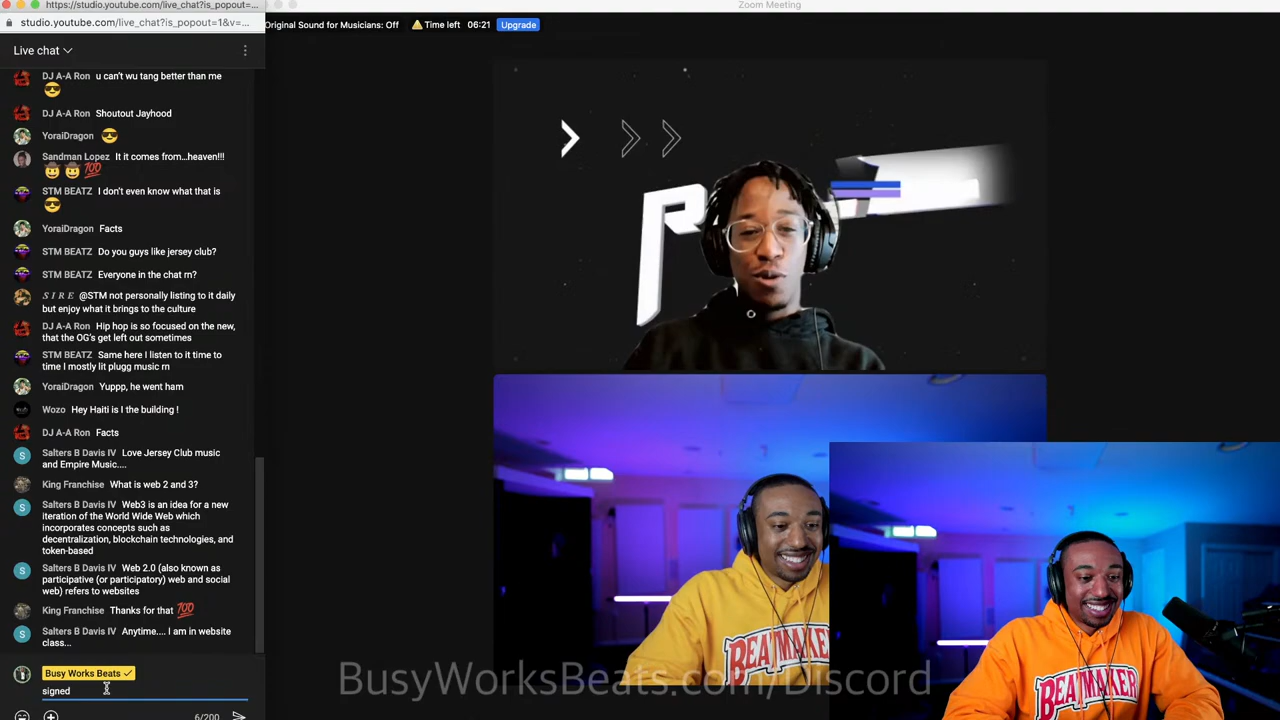 https://studio.youtube.com/live_chat?is_popout=...
Zoom Meeting
studio.youtube.com/live_chat?is_popout=1&v=...
Original Sound for Musicians: Off
Time left 06:21
Upgrade
Live chat
DJ A-A Ron u can't wu tang better than me
😎
DJ A-A Ron Shoutout Jayhood
YoraiDragon 😎
Sandman Lopez It it comes from...heaven!!!
🤠 🤠 💯
STM BEATZ I don't even know what that is
😎
YoraiDragon Facts
STM BEATZ Do you guys like jersey club?
STM BEATZ Everyone in the chat rn?
S I R E @STM not personally listing to it daily
but enjoy what it brings to the culture
DJ A-A Ron Hip hop is so focused on the new,
that the OG's get left out sometimes
STM BEATZ Same here I listen to it time to
time I mostly lit plugg music rn
YoraiDragon Yuppp, he went ham
Wozo Hey Haiti is I the building !
DJ A-A Ron Facts
Salters B Davis IV Love Jersey Club music
and Empire Music....
King Franchise What is web 2 and 3?
Salters B Davis IV Web3 is an idea for a new
iteration of the World Wide Web which
incorporates concepts such as
decentralization, blockchain technologies, and
token-based
Salters B Davis IV Web 2.0 (also known as
participative (or participatory) web and social
web) refers to websites
King Franchise Thanks for that 💯
Salters B Davis IV Anytime.... I am in website
class...
Busy Works Beats
signed
6/200
BEATMAKER
BEATMAKER
BusyWorksBeats.com/Discord